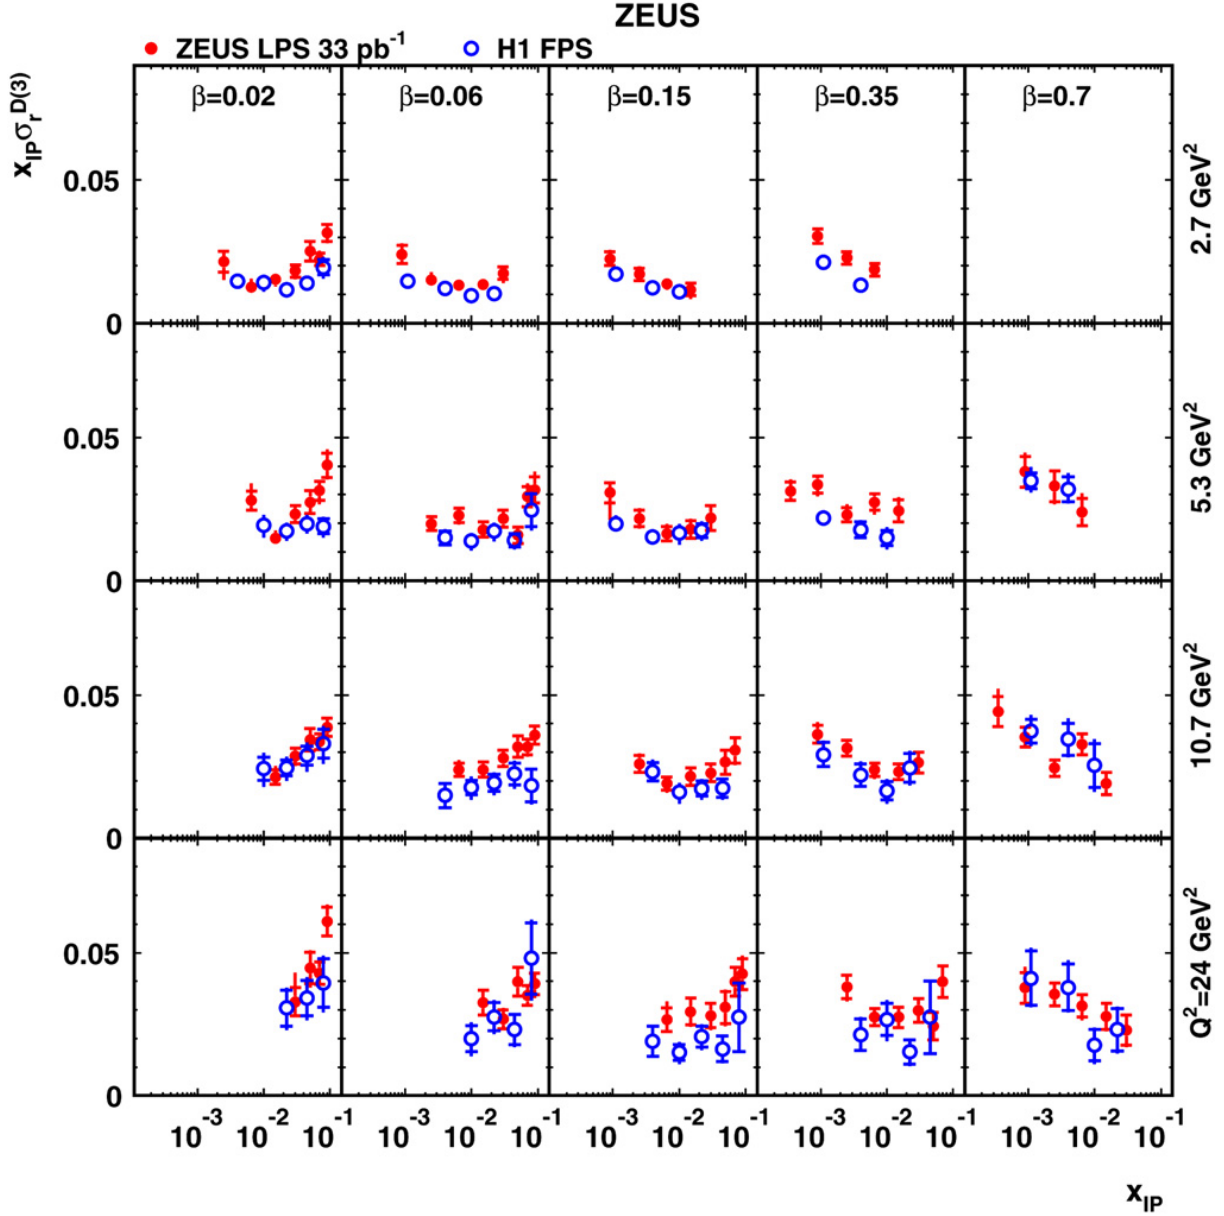 ZEUS
ZEUS LPS 33 pb⁻¹ H1 FPS
x_IP σ_r^D(3)
β=0.02 β=0.06 β=0.15 β=0.35 β=0.7
0.05
0
2.7 GeV²
0.05
0
5.3 GeV²
0.05
0
10.7 GeV²
0.05
0
Q²=24 GeV²
10⁻³ 10⁻² 10⁻¹ 10⁻³ 10⁻² 10⁻¹ 10⁻³ 10⁻² 10⁻¹ 10⁻³ 10⁻² 10⁻¹ 10⁻³ 10⁻² 10⁻¹
x_IP